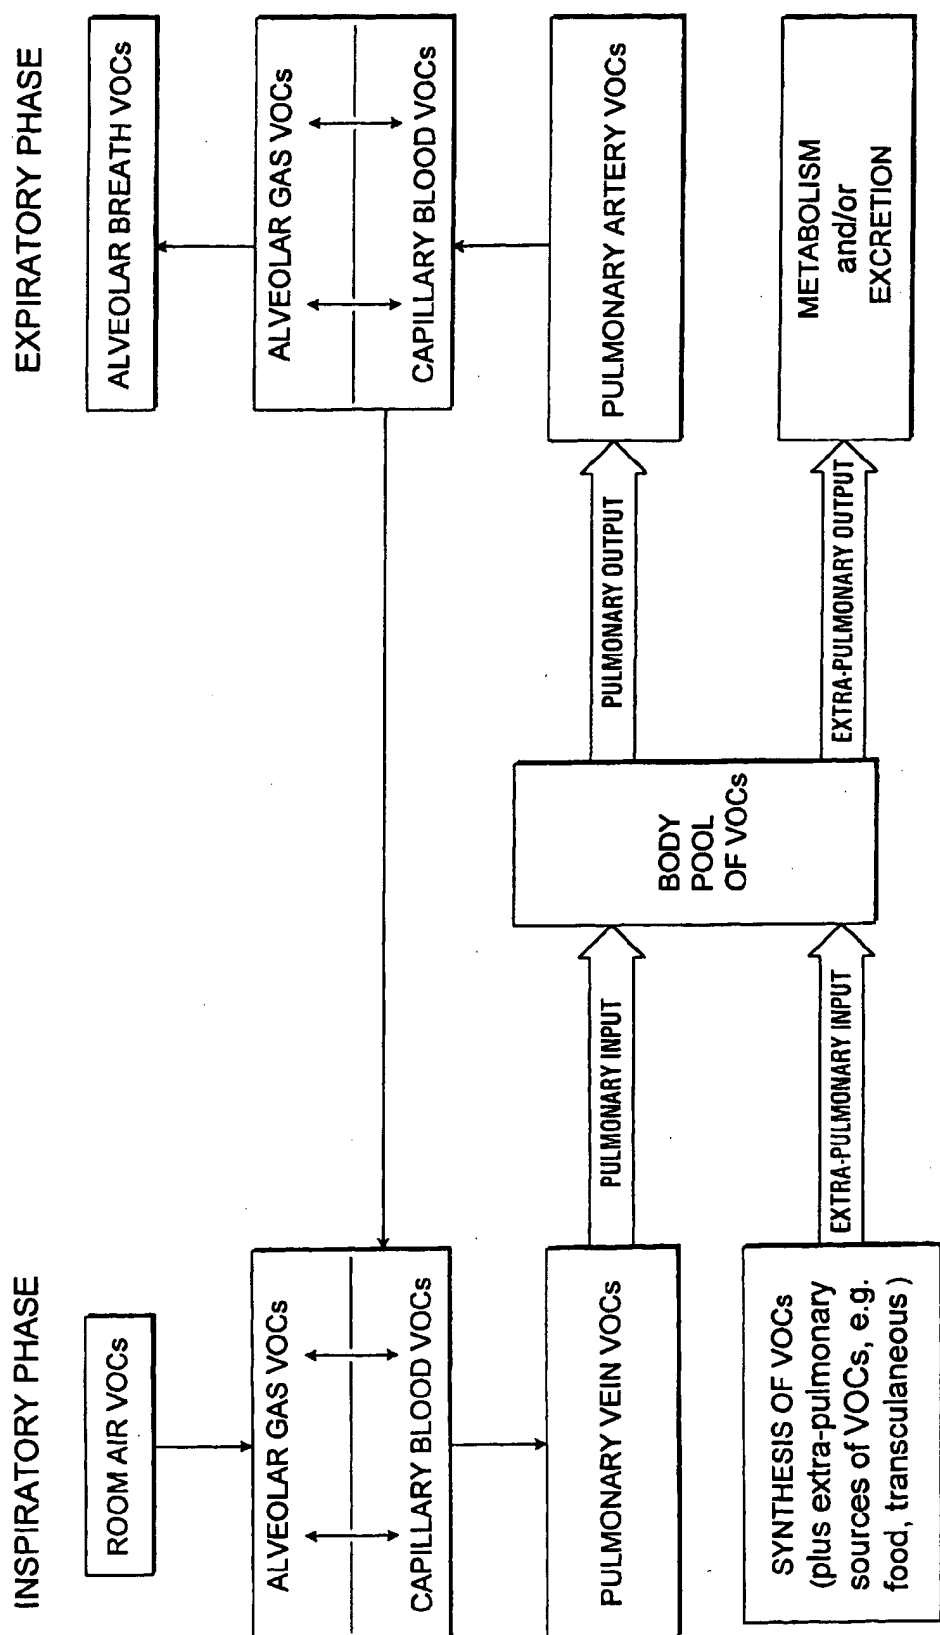 INSPIRATORY PHASE
EXPIRATORY PHASE
ROOM AIR VOCs
ALVEOLAR BREATH VOCs
ALVEOLAR GAS VOCs
CAPILLARY BLOOD VOCs
ALVEOLAR GAS VOCs
CAPILLARY BLOOD VOCs
PULMONARY VEIN VOCs
PULMONARY INPUT
BODY
POOL
OF VOCs
PULMONARY OUTPUT
PULMONARY ARTERY VOCs
SYNTHESIS OF VOCs
(plus extra-pulmonary
sources of VOCs, e.g.
food, transculaneous )
EXTRA-PULMONARY INPUT
EXTRA-PULMONARY OUTPUT
METABOLISM
and/or
EXCRETION